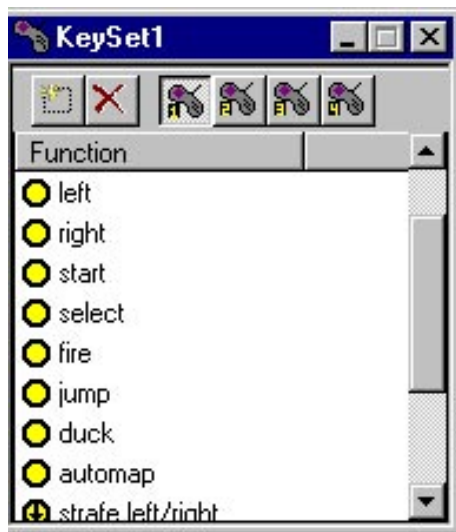 KeySet1
Function
left
right
start
select
fire
jump
duck
automap
strafe left/right